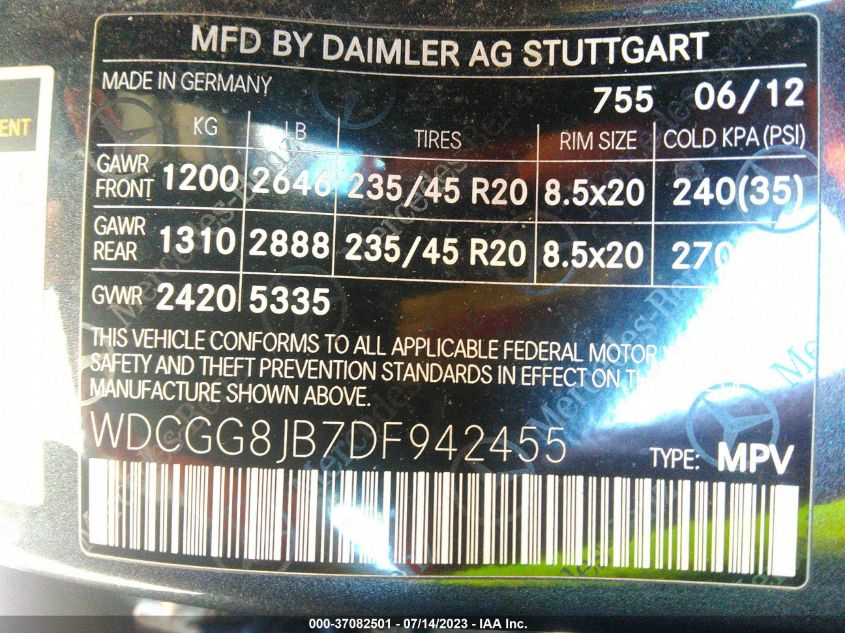 MFD BY DAIMLER AG STUTTGART
MADE IN GERMANY
755 06/12
KG LB TIRES RIM SIZE COLD KPA (PSI)
GAWR FRONT 1200 2646 235/45 R20 8.5x20 240(35)
GAWR REAR 1310 2888 235/45 R20 8.5x20 270
GVWR 2420 5335
THIS VEHICLE CONFORMS TO ALL APPLICABLE FEDERAL MOTOR
SAFETY AND THEFT PREVENTION STANDARDS IN EFFECT ON
MANUFACTURE SHOWN ABOVE.
WDCGG8JB7DF942455
TYPE: MPV
Mercedes-Benz
000-37082501 - 07/14/2023 - IAA Inc.